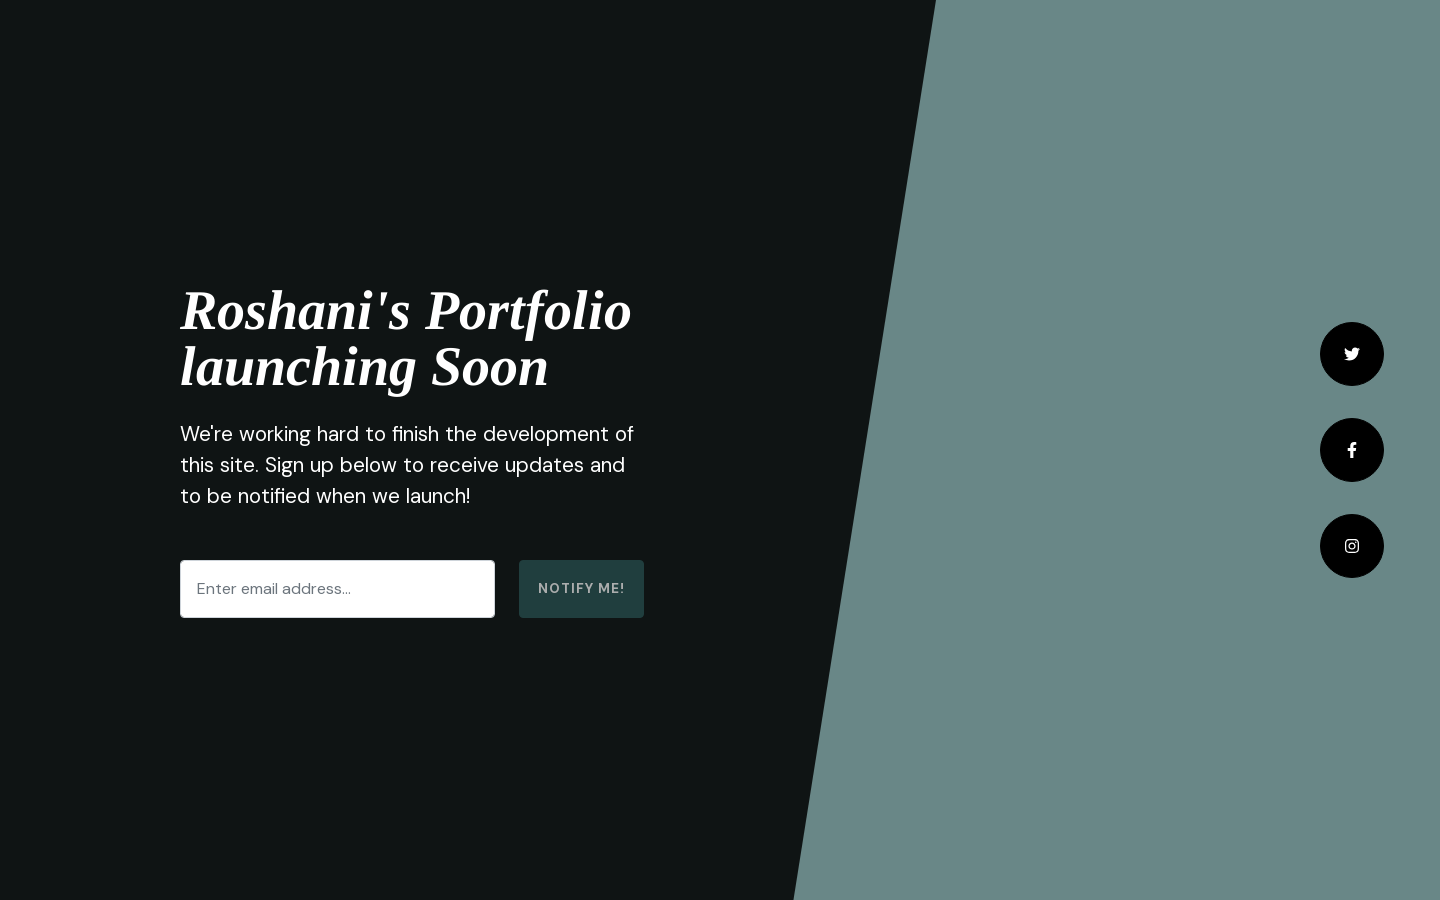 Roshani's Portfolio
launching Soon
We're working hard to finish the development of
this site. Sign up below to receive updates and
to be notified when we launch!
Enter email address...
NOTIFY ME!